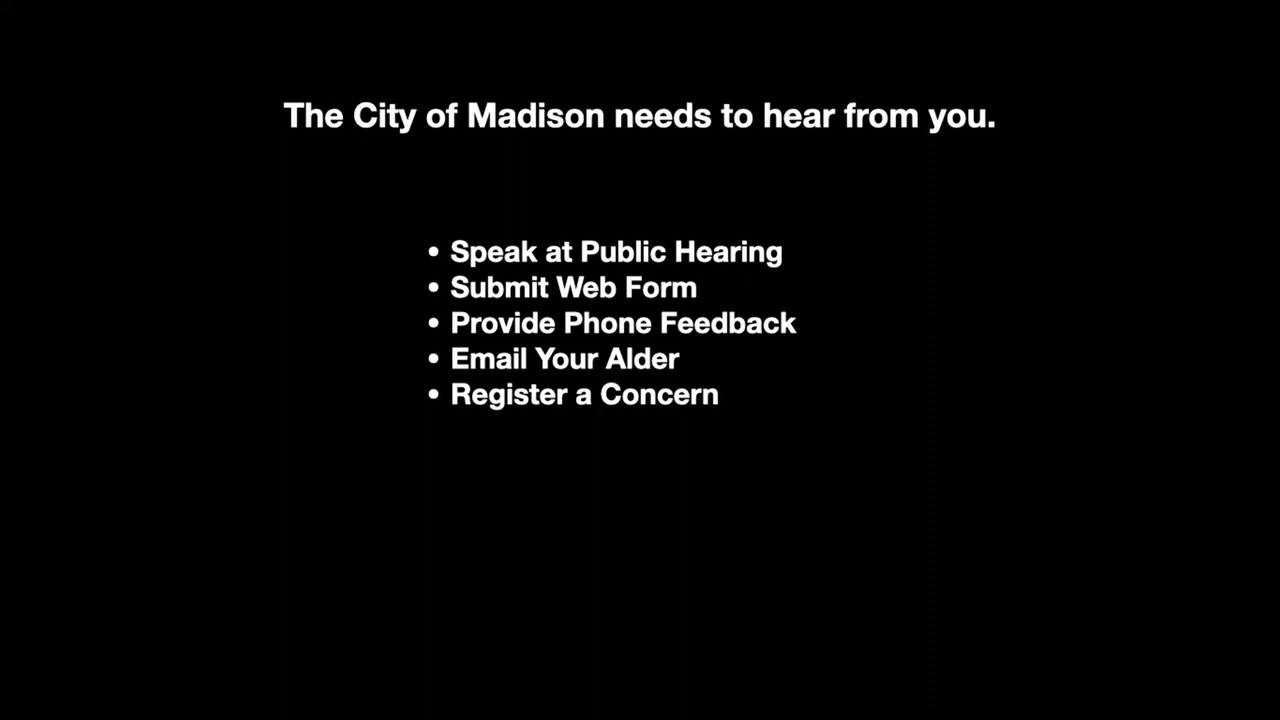 The City of Madison needs to hear from you.
• Speak at Public Hearing
• Submit Web Form
• Provide Phone Feedback
• Email Your Alder
• Register a Concern